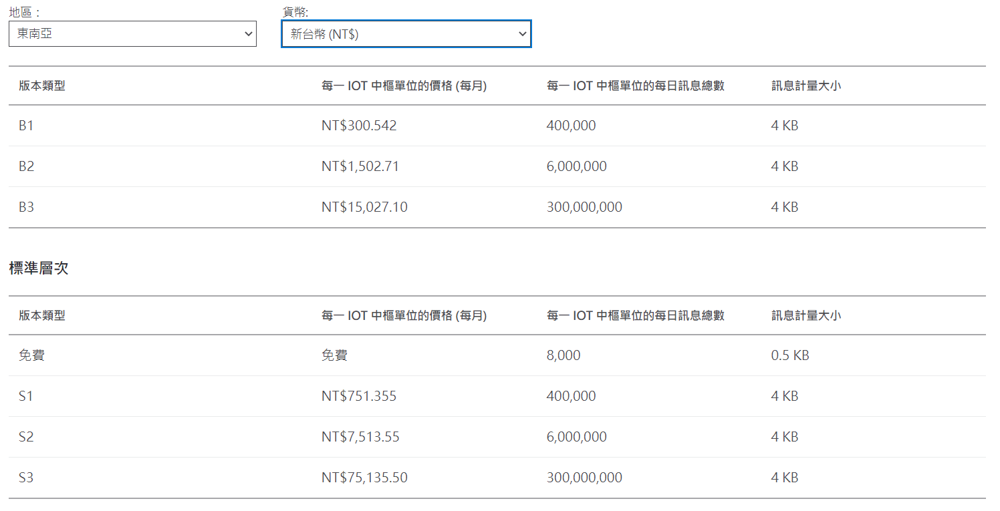 地區：
貨幣:
東南亞
新台幣 (NT$)
版本類型 每一 IOT 中樞單位的價格 (每月) 每一 IOT 中樞單位的每日訊息總數 訊息計量大小
B1 NT$300.542 400,000 4 KB
B2 NT$1,502.71 6,000,000 4 KB
B3 NT$15,027.10 300,000,000 4 KB
標準層次
版本類型 每一 IOT 中樞單位的價格 (每月) 每一 IOT 中樞單位的每日訊息總數 訊息計量大小
免費 免費 8,000 0.5 KB
S1 NT$751.355 400,000 4 KB
S2 NT$7,513.55 6,000,000 4 KB
S3 NT$75,135.50 300,000,000 4 KB